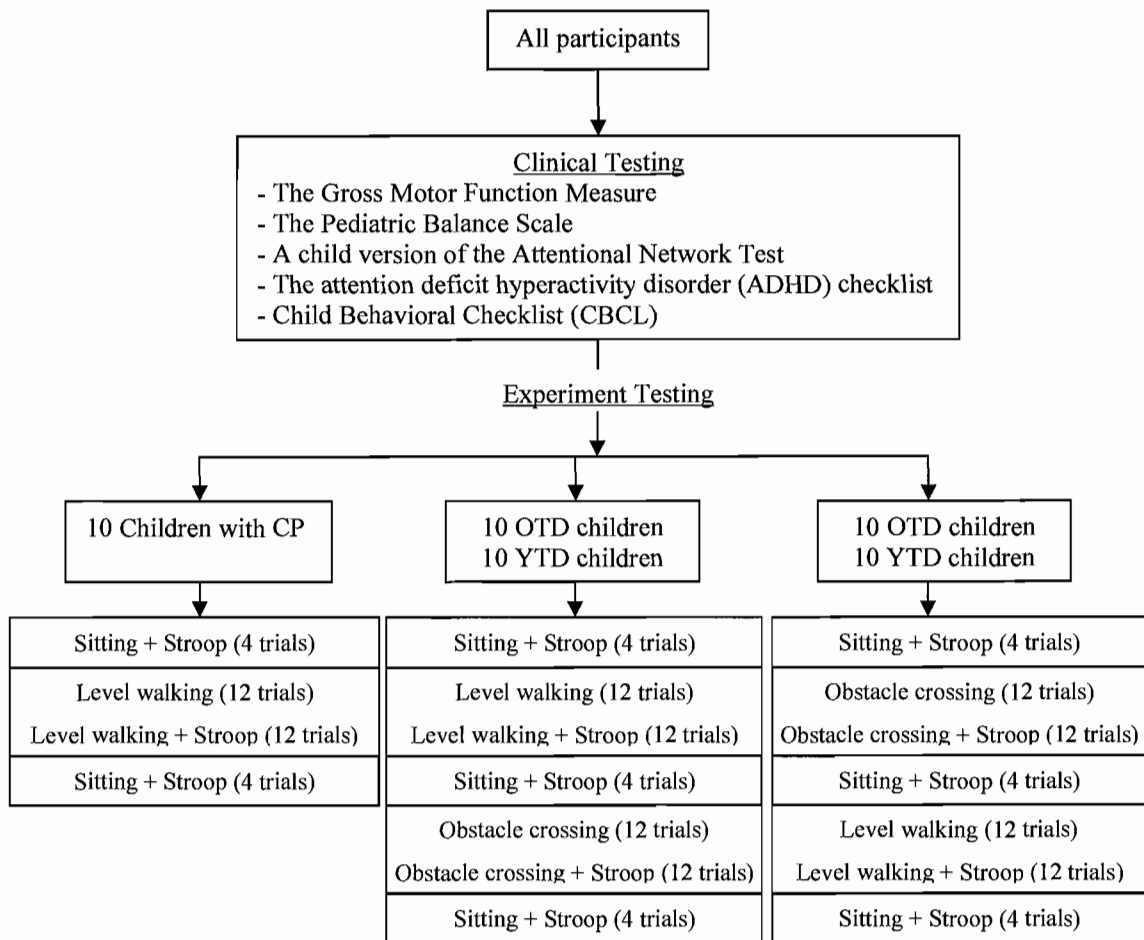 All participants
Clinical Testing
- The Gross Motor Function Measure
- The Pediatric Balance Scale
- A child version of the Attentional Network Test
- The attention deficit hyperactivity disorder (ADHD) checklist
- Child Behavioral Checklist (CBCL)
Experiment Testing
10 Children with CP
10 OTD children
10 YTD children
10 OTD children
10 YTD children
Sitting + Stroop (4 trials)
Level walking (12 trials)
Level walking + Stroop (12 trials)
Sitting + Stroop (4 trials)
Sitting + Stroop (4 trials)
Level walking (12 trials)
Level walking + Stroop (12 trials)
Sitting + Stroop (4 trials)
Obstacle crossing (12 trials)
Obstacle crossing + Stroop (12 trials)
Sitting + Stroop (4 trials)
Sitting + Stroop (4 trials)
Obstacle crossing (12 trials)
Obstacle crossing + Stroop (12 trials)
Sitting + Stroop (4 trials)
Level walking (12 trials)
Level walking + Stroop (12 trials)
Sitting + Stroop (4 trials)